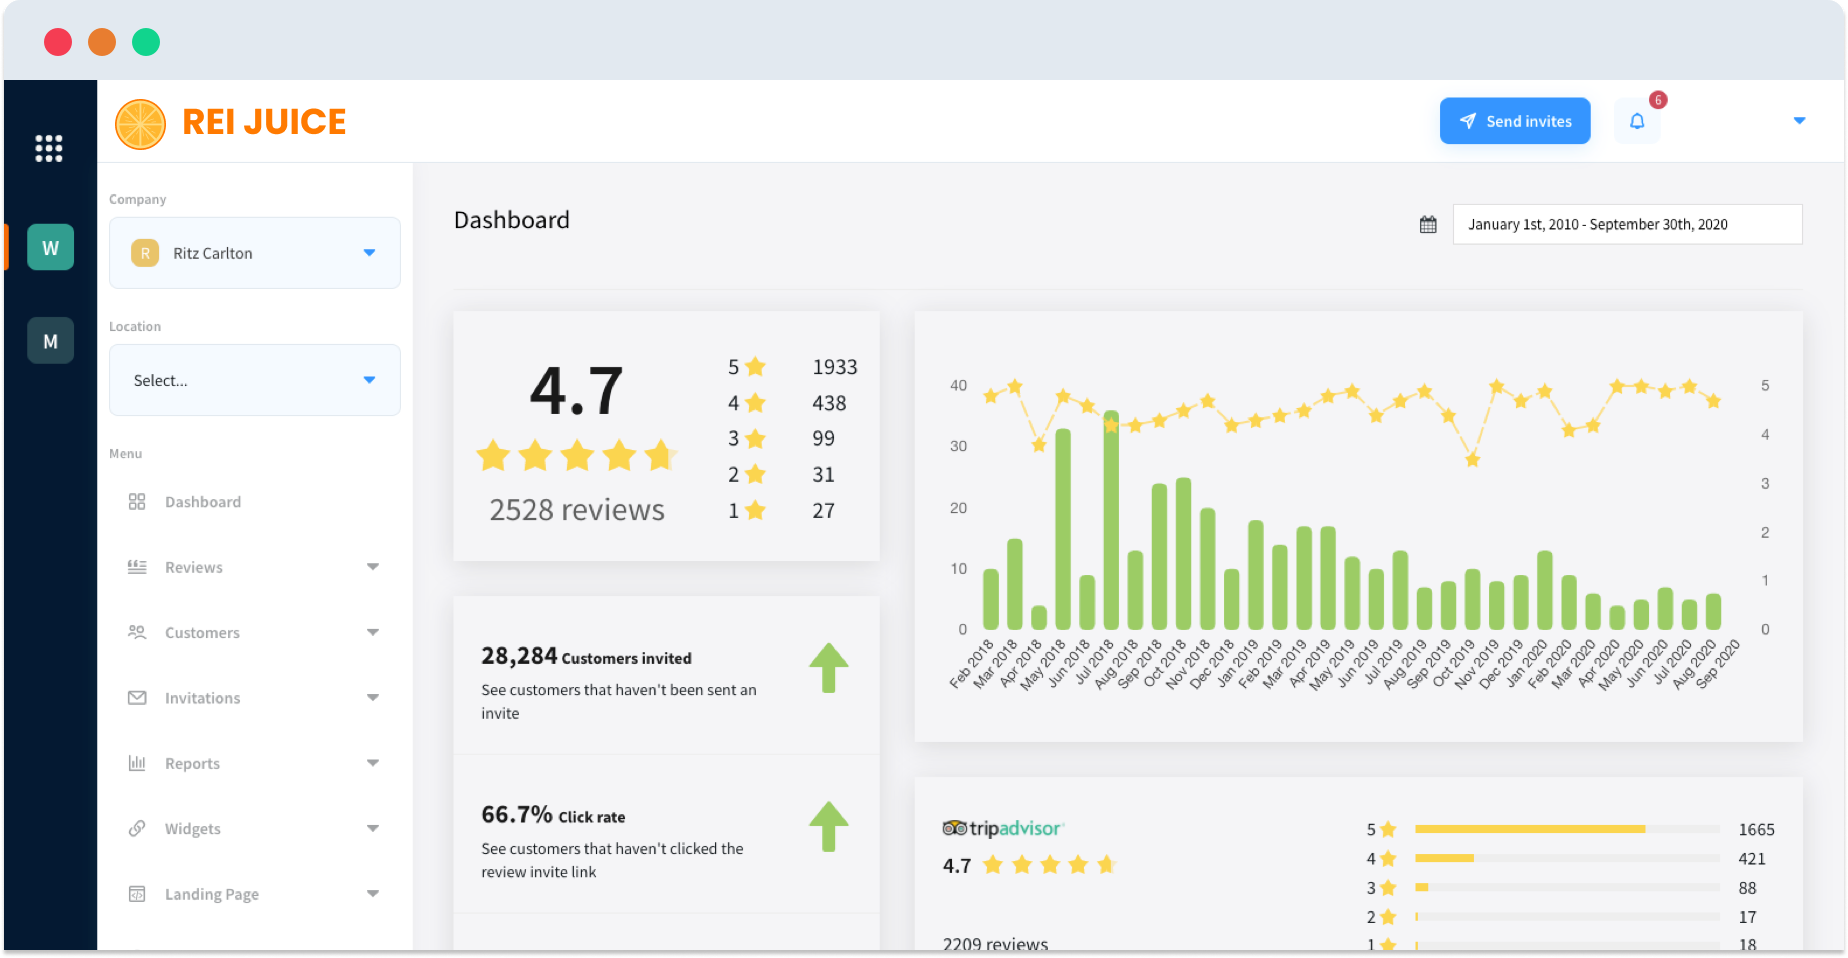 REI JUICE
Send invites
6
W
M
Company
R Ritz Carlton
Location
Select...
Menu
Dashboard
Reviews
Customers
Invitations
Reports
Widgets
Landing Page
Dashboard
January 1st, 2010 - September 30th, 2020
4.7
2528 reviews
5 1933
4 438
3 99
2 31
1 27
28,284 Customers invited
See customers that haven't been sent an
invite
66.7% Click rate
See customers that haven't clicked the
review invite link
40
30
20
10
0
5
4
3
2
1
0
Feb 2018
Mar 2018
Apr 2018
May 2018
Jun 2018
Jul 2018
Aug 2018
Sep 2018
Oct 2018
Nov 2018
Dec 2018
Jan 2019
Feb 2019
Mar 2019
Apr 2019
May 2019
Jun 2019
Jul 2019
Aug 2019
Sep 2019
Oct 2019
Nov 2019
Dec 2019
Jan 2020
Feb 2020
Mar 2020
Apr 2020
May 2020
Jun 2020
Jul 2020
Aug 2020
Sep 2020
tripadvisor
4.7
2209 reviews
5 1665
4 421
3 88
2 17
1 18